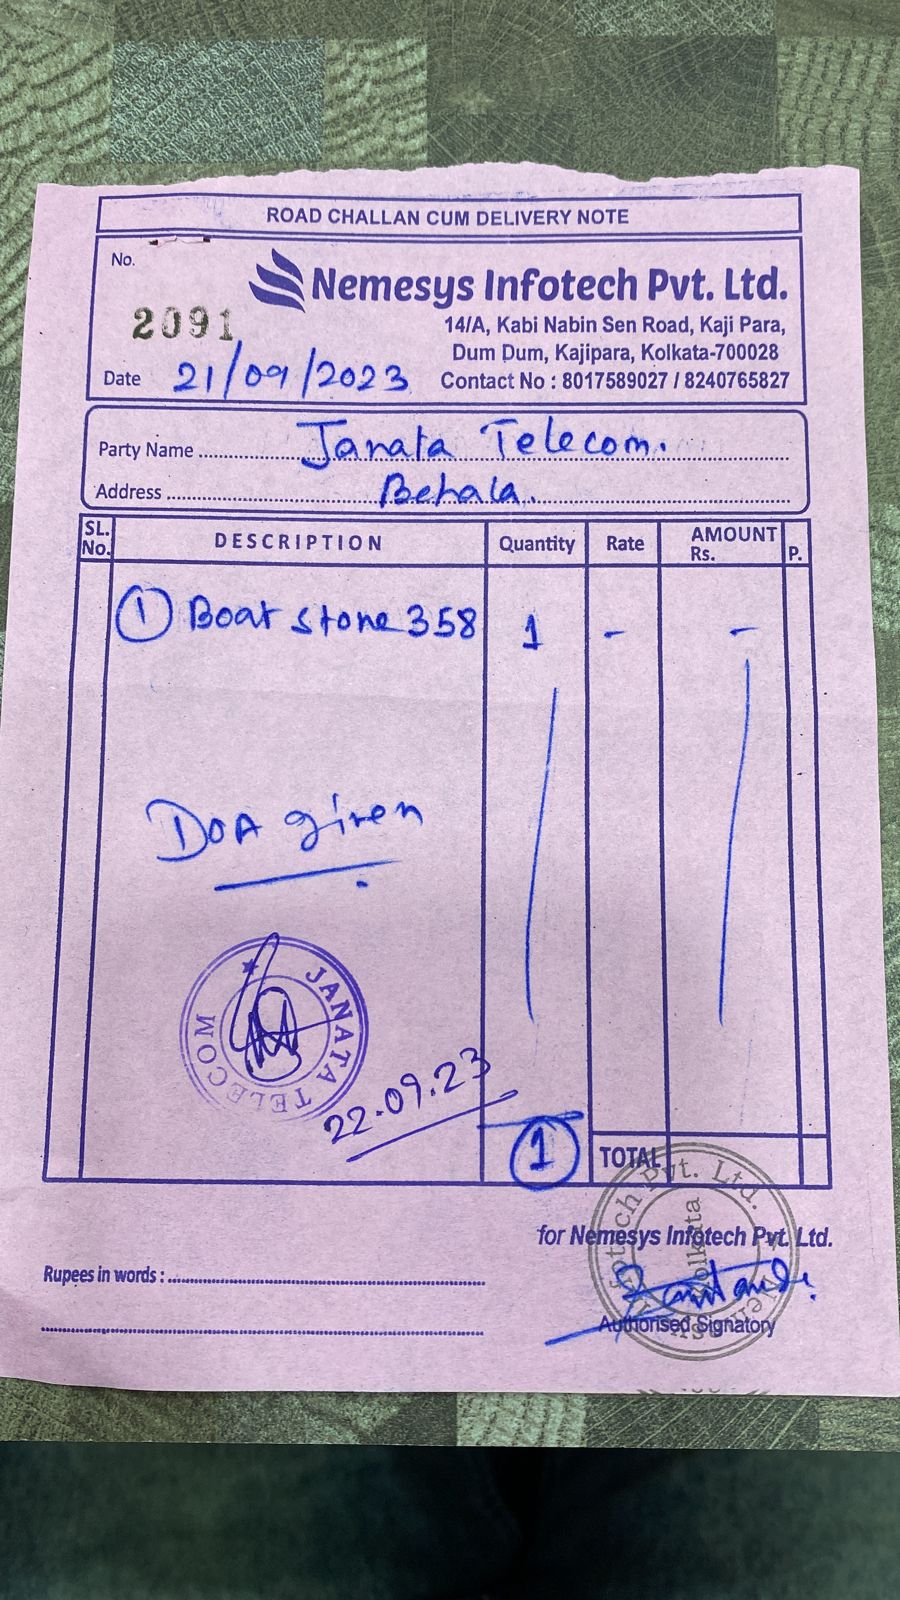 ROAD CHALLAN CUM DELIVERY NOTE
No.
2091
Nemesys Infotech Pvt. Ltd.
14/A, Kabi Nabin Sen Road, Kaji Para,
Dum Dum, Kajipara, Kolkata-700028
Contact No : 8017589027 / 8240765827
Date 21/09/2023
Party Name Janata Telecom.
Address Behala.
SL. No. DESCRIPTION Quantity Rate AMOUNT Rs. P.
1 Boat stone 358 1 - -
DOA given
JANATA TELECOM
22.09.23
1 TOTAL
for Nemesys Infotech Pvt. Ltd.
Rupees in words :
Nemesys Infotech Pvt. Ltd. Kolkata
Authorised Signatory